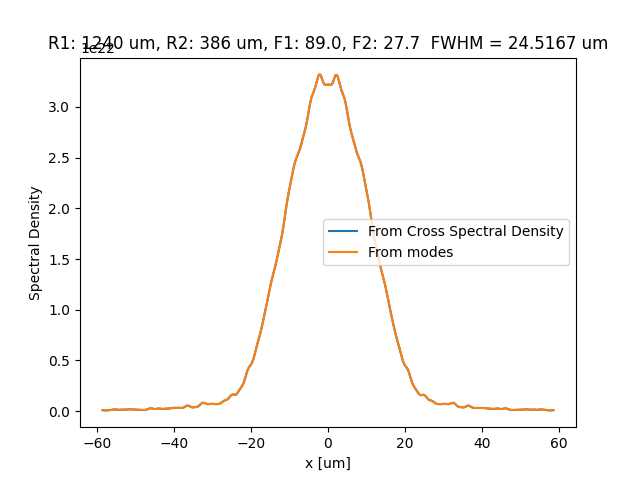 R1: 1240 um, R2: 386 um, F1: 89.0, F2: 27.7  FWHM = 24.5167 um
1e22
3.0
2.5
2.0
1.5
1.0
0.5
0.0
Spectral Density
From Cross Spectral Density
From modes
−60 −40 −20 0 20 40 60
x [um]